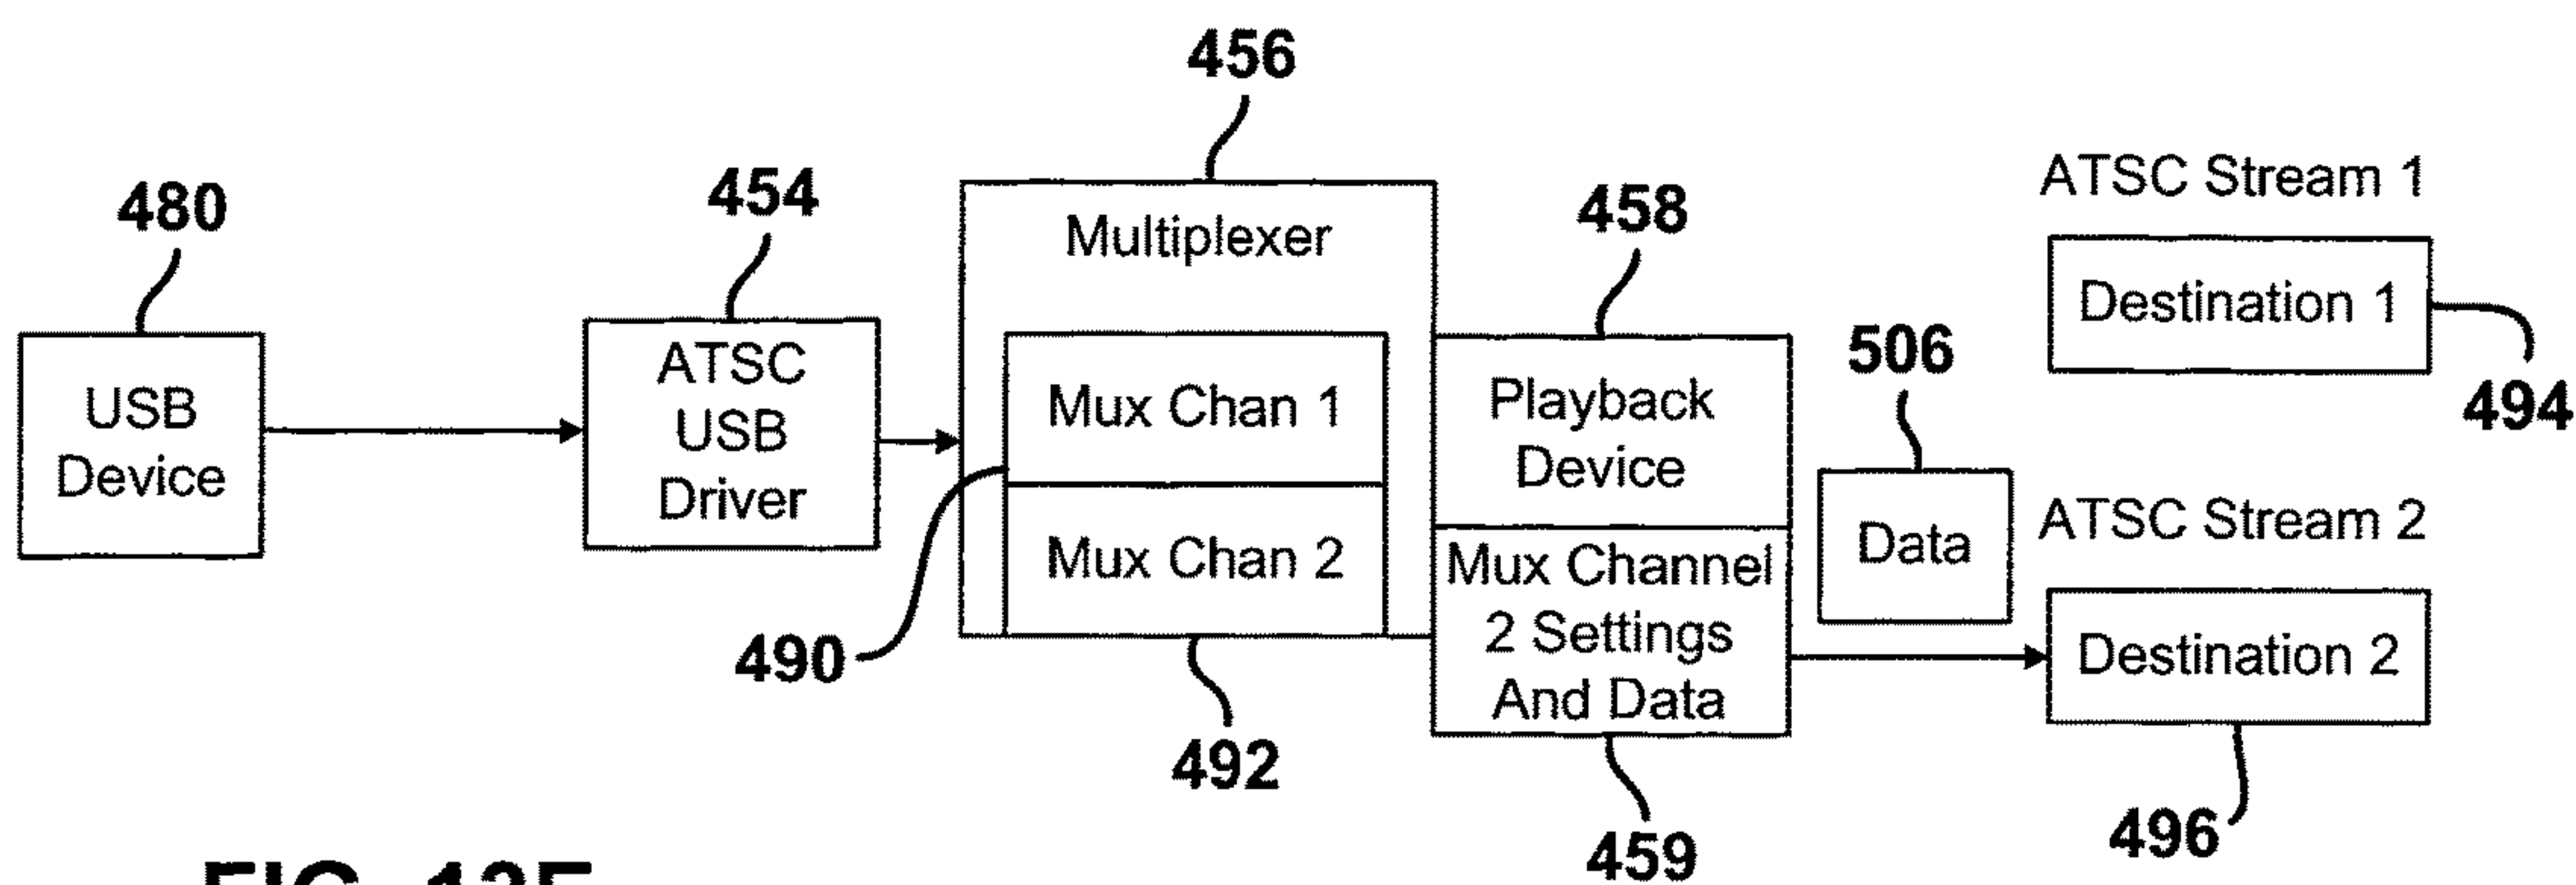 456
480
454
Multiplexer
458
ATSC Stream 1
Destination 1
494
USB
Device
ATSC
USB
Driver
Mux Chan 1
Mux Chan 2
490
492
Playback
Device
Mux Channel
2 Settings
And Data
459
506
Data
ATSC Stream 2
Destination 2
496